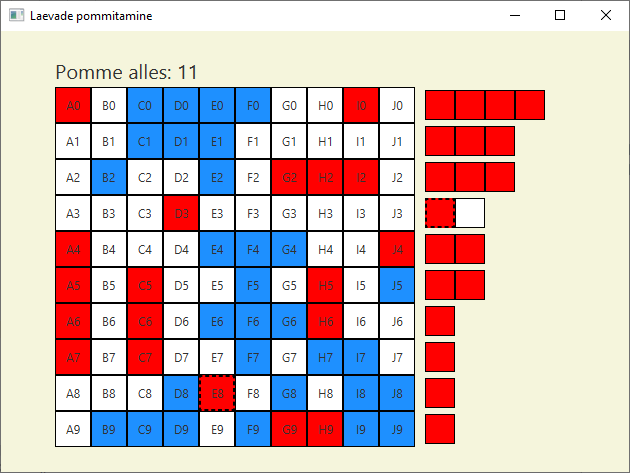 Laevade pommitamine
Pomme alles: 11
A0 B0 C0 D0 E0 F0 G0 H0 I0 J0
A1 B1 C1 D1 E1 F1 G1 H1 I1 J1
A2 B2 C2 D2 E2 F2 G2 H2 I2 J2
A3 B3 C3 D3 E3 F3 G3 H3 I3 J3
A4 B4 C4 D4 E4 F4 G4 H4 I4 J4
A5 B5 C5 D5 E5 F5 G5 H5 I5 J5
A6 B6 C6 D6 E6 F6 G6 H6 I6 J6
A7 B7 C7 D7 E7 F7 G7 H7 I7 J7
A8 B8 C8 D8 E8 F8 G8 H8 I8 J8
A9 B9 C9 D9 E9 F9 G9 H9 I9 J9